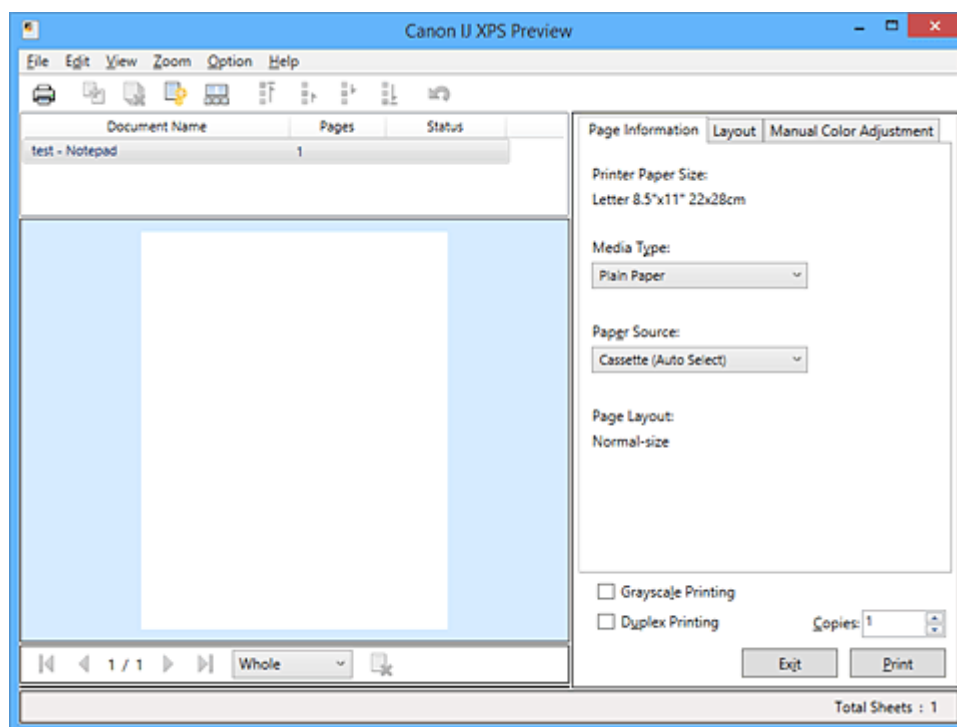 Canon IJ XPS Preview
File Edit View Zoom Option Help
Document Name Pages Status
test - Notepad 1
Page Information Layout Manual Color Adjustment
Printer Paper Size:
Letter 8.5"x11" 22x28cm
Media Type:
Plain Paper
Paper Source:
Cassette (Auto Select)
Page Layout:
Normal-size
Grayscale Printing
Duplex Printing
Copies: 1
1 / 1 Whole
Exit Print
Total Sheets : 1